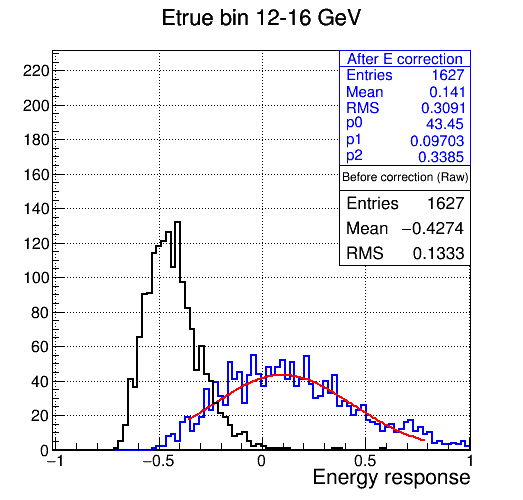 Etrue bin 12-16 GeV
After E correction
Entries 1627
Mean 0.141
RMS 0.3091
p0 43.45
p1 0.09703
p2 0.3385
Before correction (Raw)
Entries 1627
Mean −0.4274
RMS 0.1333
220
200
180
160
140
120
100
80
60
40
20
0
−1 −0.5 0 0.5 1
Energy response